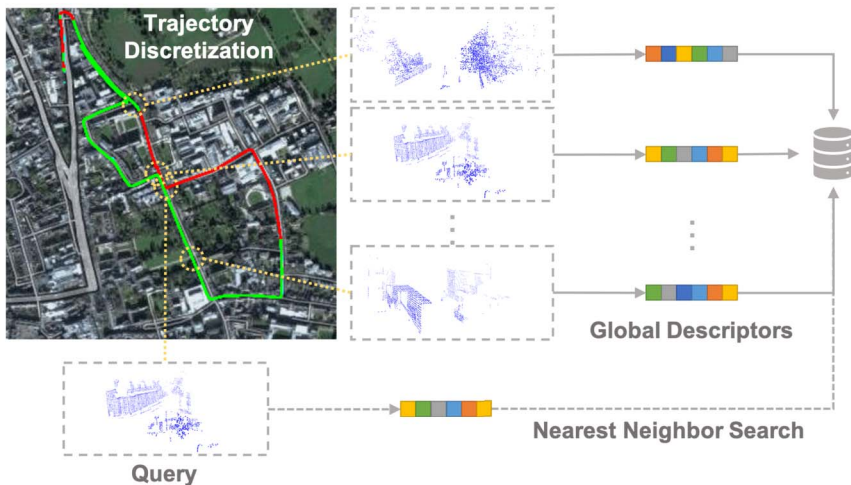 Trajectory
Discretization
Global Descriptors
Nearest Neighbor Search
Query